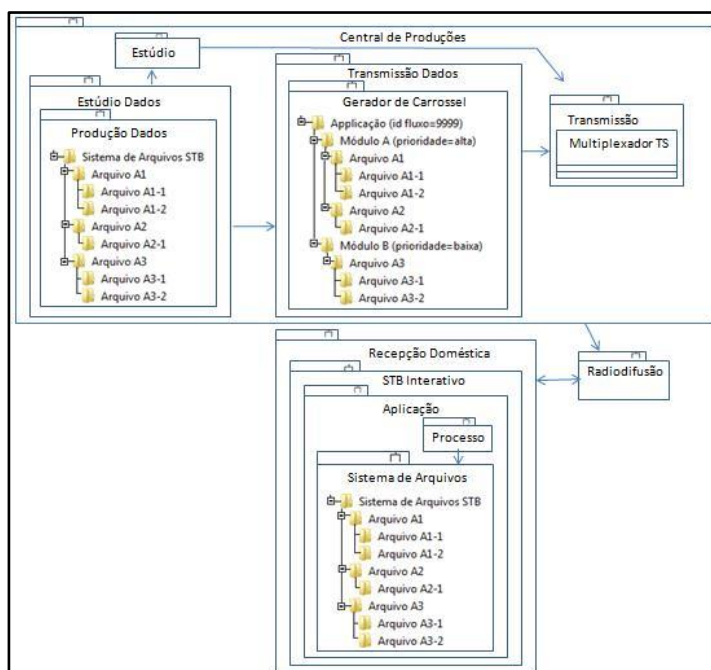 Central de Produções
Estúdio
Estúdio Dados
Produção Dados
Sistema de Arquivos STB
Arquivo A1
Arquivo A1-1
Arquivo A1-2
Arquivo A2
Arquivo A2-1
Arquivo A3
Arquivo A3-1
Arquivo A3-2
Transmissão Dados
Gerador de Carrossel
Applicação (id fluxo=9999)
Módulo A (prioridade=alta)
Arquivo A1
Arquivo A1-1
Arquivo A1-2
Arquivo A2
Arquivo A2-1
Módulo B (prioridade=baixa)
Arquivo A3
Arquivo A3-1
Arquivo A3-2
Transmissão
Multiplexador TS
Radiodifusão
Recepção Doméstica
STB Interativo
Aplicação
Processo
Sistema de Arquivos
Sistema de Arquivos STB
Arquivo A1
Arquivo A1-1
Arquivo A1-2
Arquivo A2
Arquivo A2-1
Arquivo A3
Arquivo A3-1
Arquivo A3-2